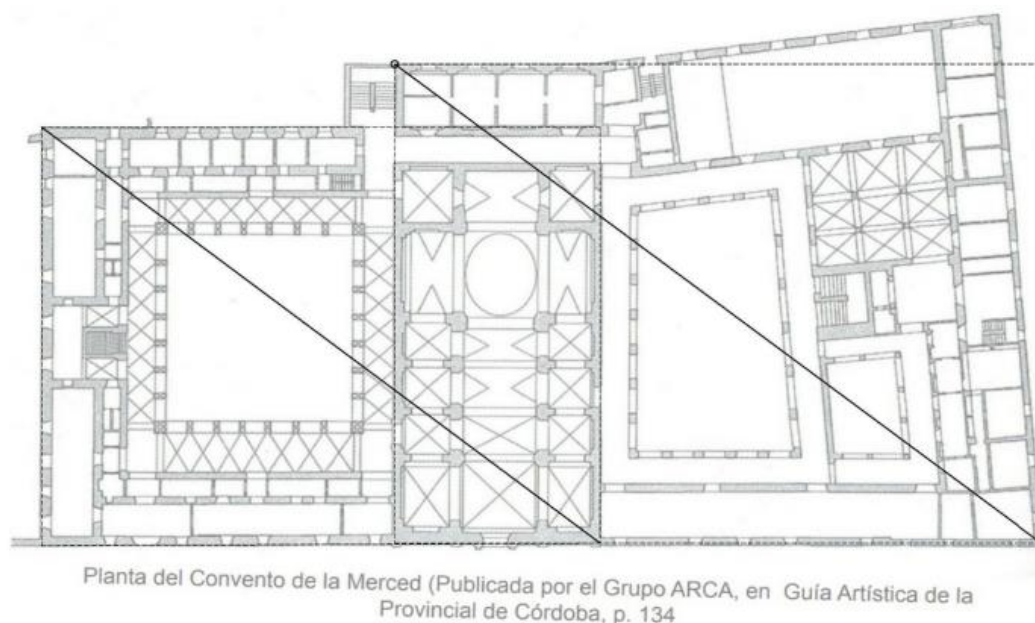 Planta del Convento de la Merced (Publicada por el Grupo ARCA, en Guía Artística de la
Provincial de Córdoba, p. 134